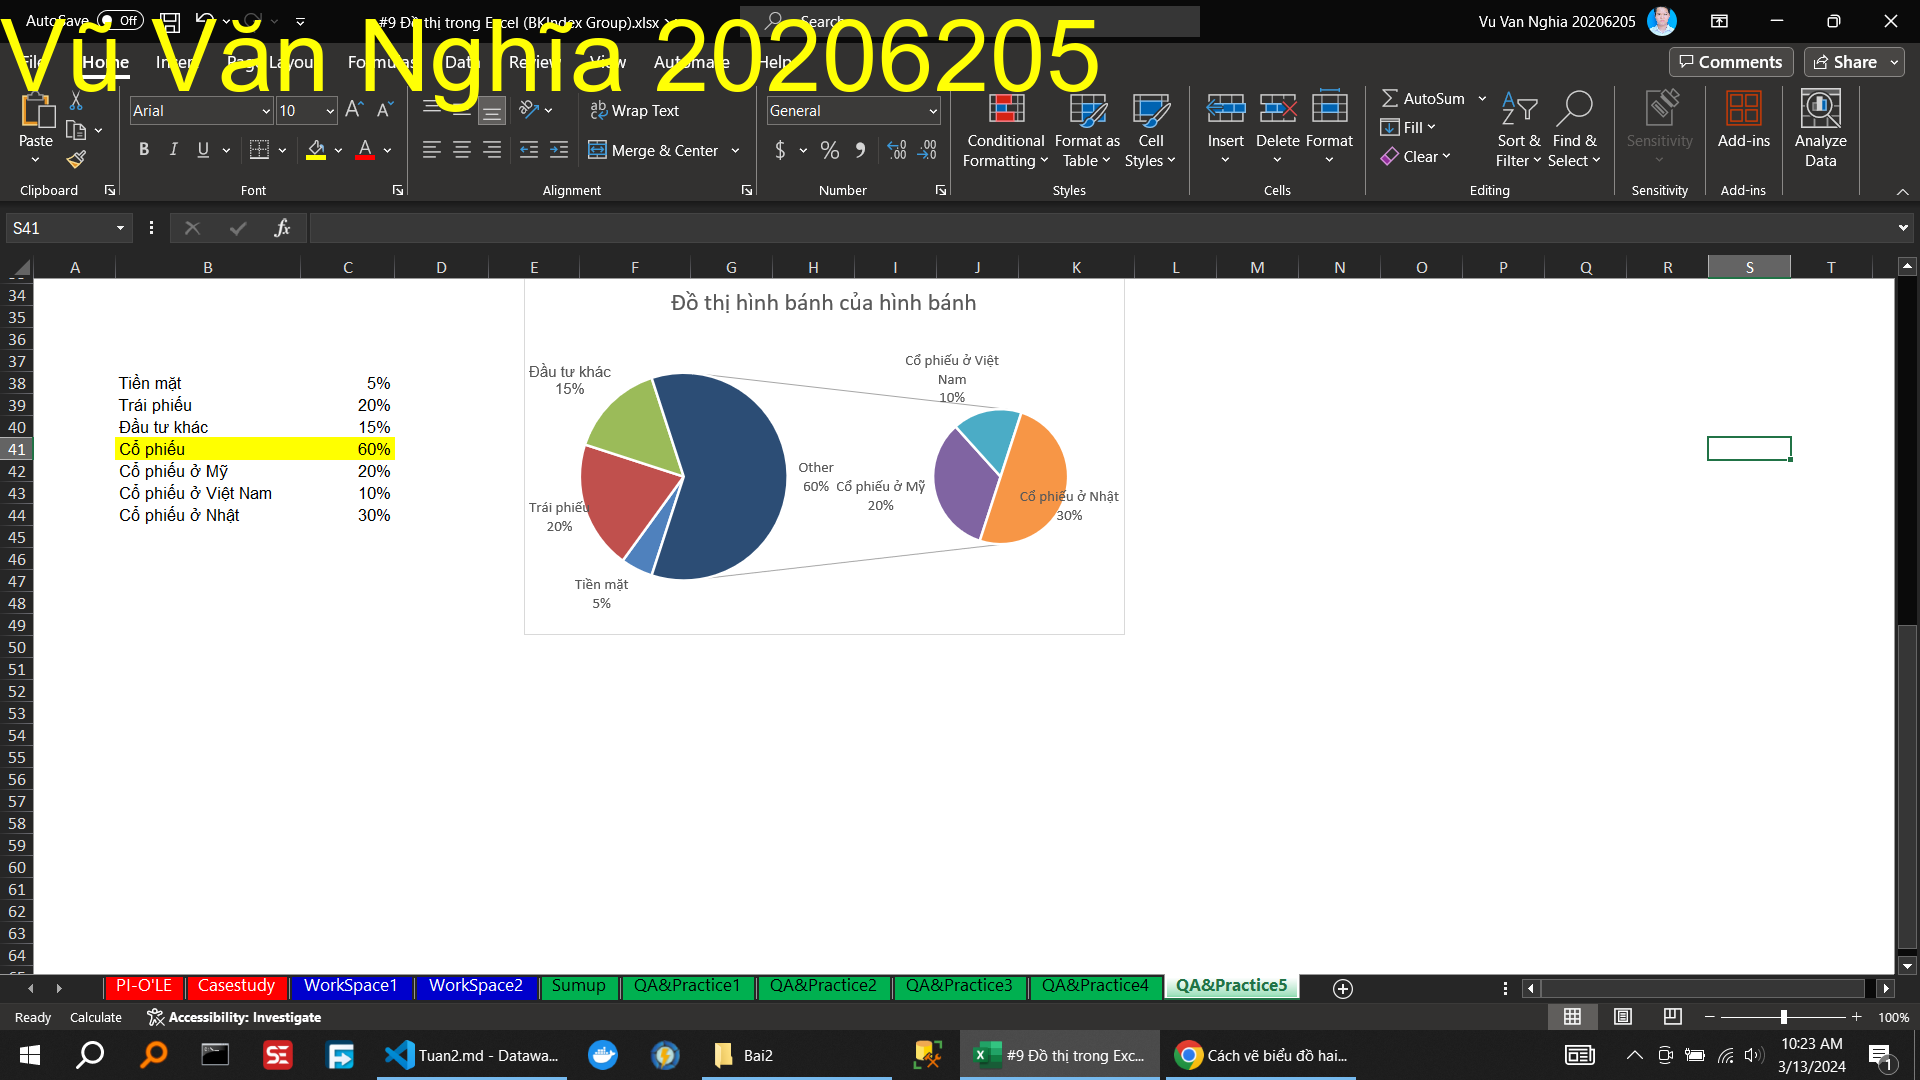 AutoSave Off #9 Đồ thị trong Excel (BKIndex Group).xlsx Search Vu Van Nghia 20206205
Vũ Văn Nghĩa 20206205
File Home Insert Page Layout Formulas Data Review View Automate Help Comments Share
Paste Arial 10 Wrap Text General Conditional Formatting Format as Table Cell Styles Insert Delete Format AutoSum Fill Clear Sort & Filter Find & Select Sensitivity Add-ins Analyze Data
B I U Merge & Center $ %
Clipboard Font Alignment Number Styles Cells Editing Sensitivity Add-ins
S41 fx
A B C D E F G H I J K L M N O P Q R S T
34
35
36
37
38 Tiền mặt 5%
39 Trái phiếu 20%
40 Đầu tư khác 15%
41 Cổ phiếu 60%
42 Cổ phiếu ở Mỹ 20%
43 Cổ phiếu ở Việt Nam 10%
44 Cổ phiếu ở Nhật 30%
45
46
47
48
49
50
51
52
53
54
55
56
57
58
59
60
61
62
63
64
Đồ thị hình bánh của hình bánh
Đầu tư khác
15%
Trái phiếu
20%
Tiền mặt
5%
Other
60%
Cổ phiếu ở Việt
Nam
10%
Cổ phiếu ở Mỹ
20%
Cổ phiếu ở Nhật
30%
PI-O'LE Casestudy WorkSpace1 WorkSpace2 Sumup QA&Practice1 QA&Practice2 QA&Practice3 QA&Practice4 QA&Practice5
Ready Calculate Accessibility: Investigate 100%
Tuan2.md - Datawa... Bai2 #9 Đồ thị trong Exc... Cách vẽ biểu đồ hai... 10:23 AM
3/13/2024 1